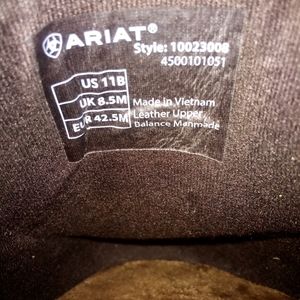 ARIAT®
Style: 10023008
4500101051
US 11B
UK 8.5M
EUR 42.5M
Made in Vietnam
Leather Upper,
Balance Manmade